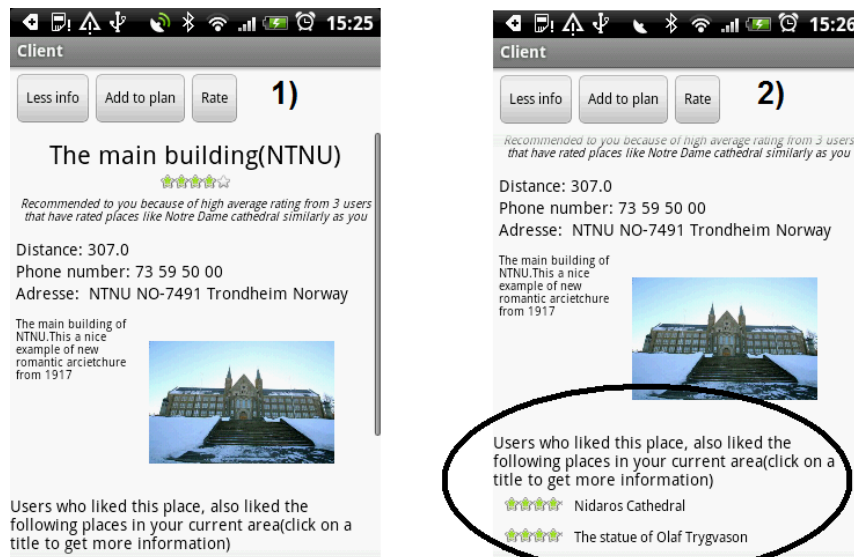 15:25
Client
Less info Add to plan Rate 1)
The main building(NTNU)
Recommended to you because of high average rating from 3 users
that have rated places like Notre Dame cathedral similarly as you
Distance: 307.0
Phone number: 73 59 50 00
Adresse: NTNU NO-7491 Trondheim Norway
The main building of
NTNU.This a nice
example of new
romantic arcietchure
from 1917
Users who liked this place, also liked the
following places in your current area(click on a
title to get more information)
15:26
Client
Less info Add to plan Rate 2)
Recommended to you because of high average rating from 3 users
that have rated places like Notre Dame cathedral similarly as you
Distance: 307.0
Phone number: 73 59 50 00
Adresse: NTNU NO-7491 Trondheim Norway
The main building of
NTNU.This a nice
example of new
romantic arcietchure
from 1917
Users who liked this place, also liked the
following places in your current area(click on a
title to get more information)
Nidaros Cathedral
The statue of Olaf Trygvason